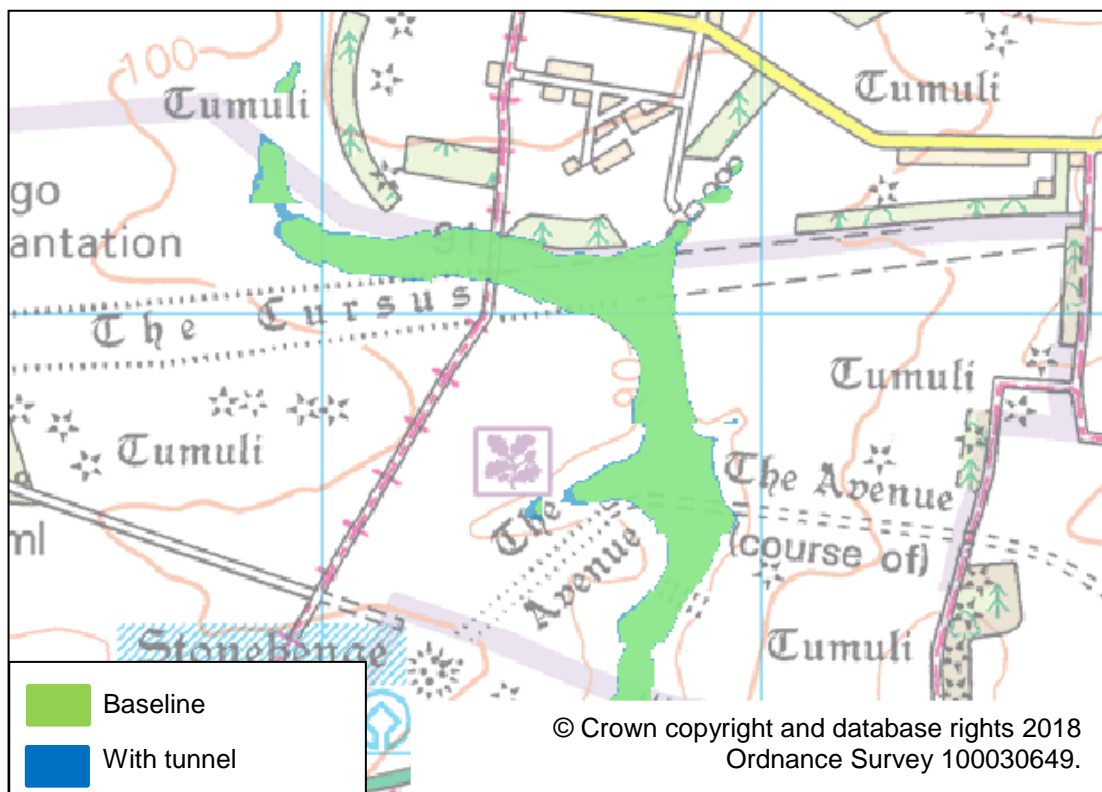 100
Tumuli
Tumuli
go
antation
91
The Cursus
90
Tumuli
Tumuli
The Avenue
The Avenue
(course of)
ml
Tumuli
Stonehenge
Baseline
With tunnel
© Crown copyright and database rights 2018
Ordnance Survey 100030649.